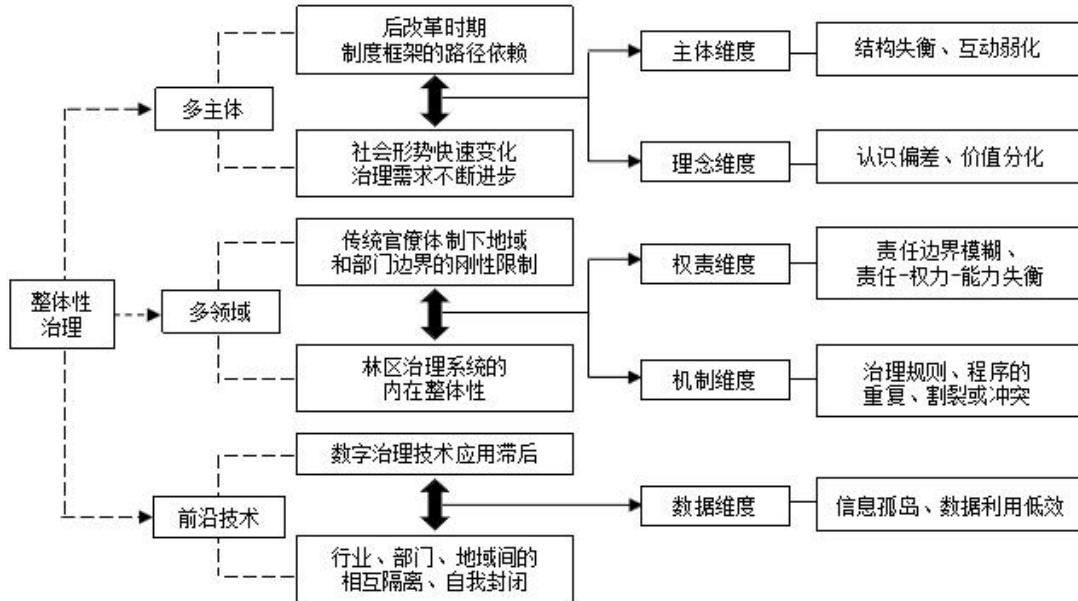 后改革时期
制度框架的路径依赖
主体维度
结构失衡、互动弱化
多主体
社会形势快速变化
治理需求不断进步
理念维度
认识偏差、价值分化
传统官僚体制下地域
和部门边界的刚性限制
权责维度
责任边界模糊、
责任-权力-能力失衡
整体性
治理
多领域
林区治理系统的
内在整体性
机制维度
治理规则、程序的
重复、割裂或冲突
数字治理技术应用滞后
前沿技术
数据维度
信息孤岛、数据利用低效
行业、部门、地域间的
相互隔离、自我封闭